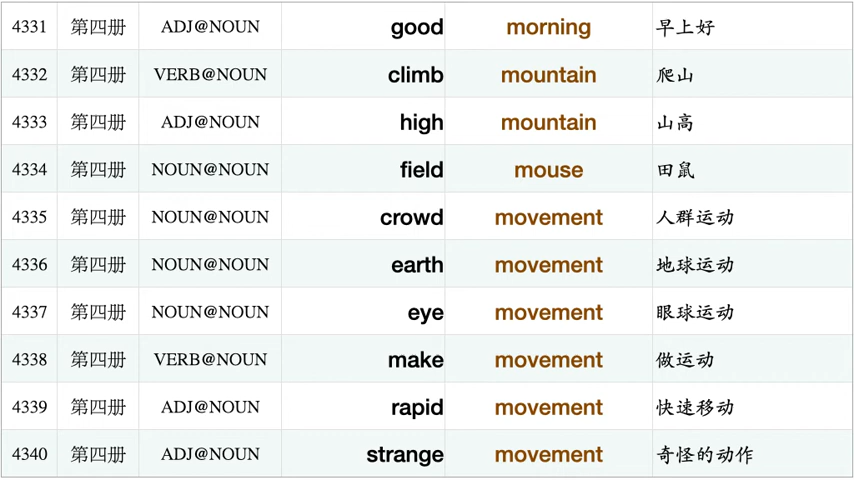 4331 第四册 ADJ@NOUN good morning 早上好
4332 第四册 VERB@NOUN climb mountain 爬山
4333 第四册 ADJ@NOUN high mountain 山高
4334 第四册 NOUN@NOUN field mouse 田鼠
4335 第四册 NOUN@NOUN crowd movement 人群运动
4336 第四册 NOUN@NOUN earth movement 地球运动
4337 第四册 NOUN@NOUN eye movement 眼球运动
4338 第四册 VERB@NOUN make movement 做运动
4339 第四册 ADJ@NOUN rapid movement 快速移动
4340 第四册 ADJ@NOUN strange movement 奇怪的动作